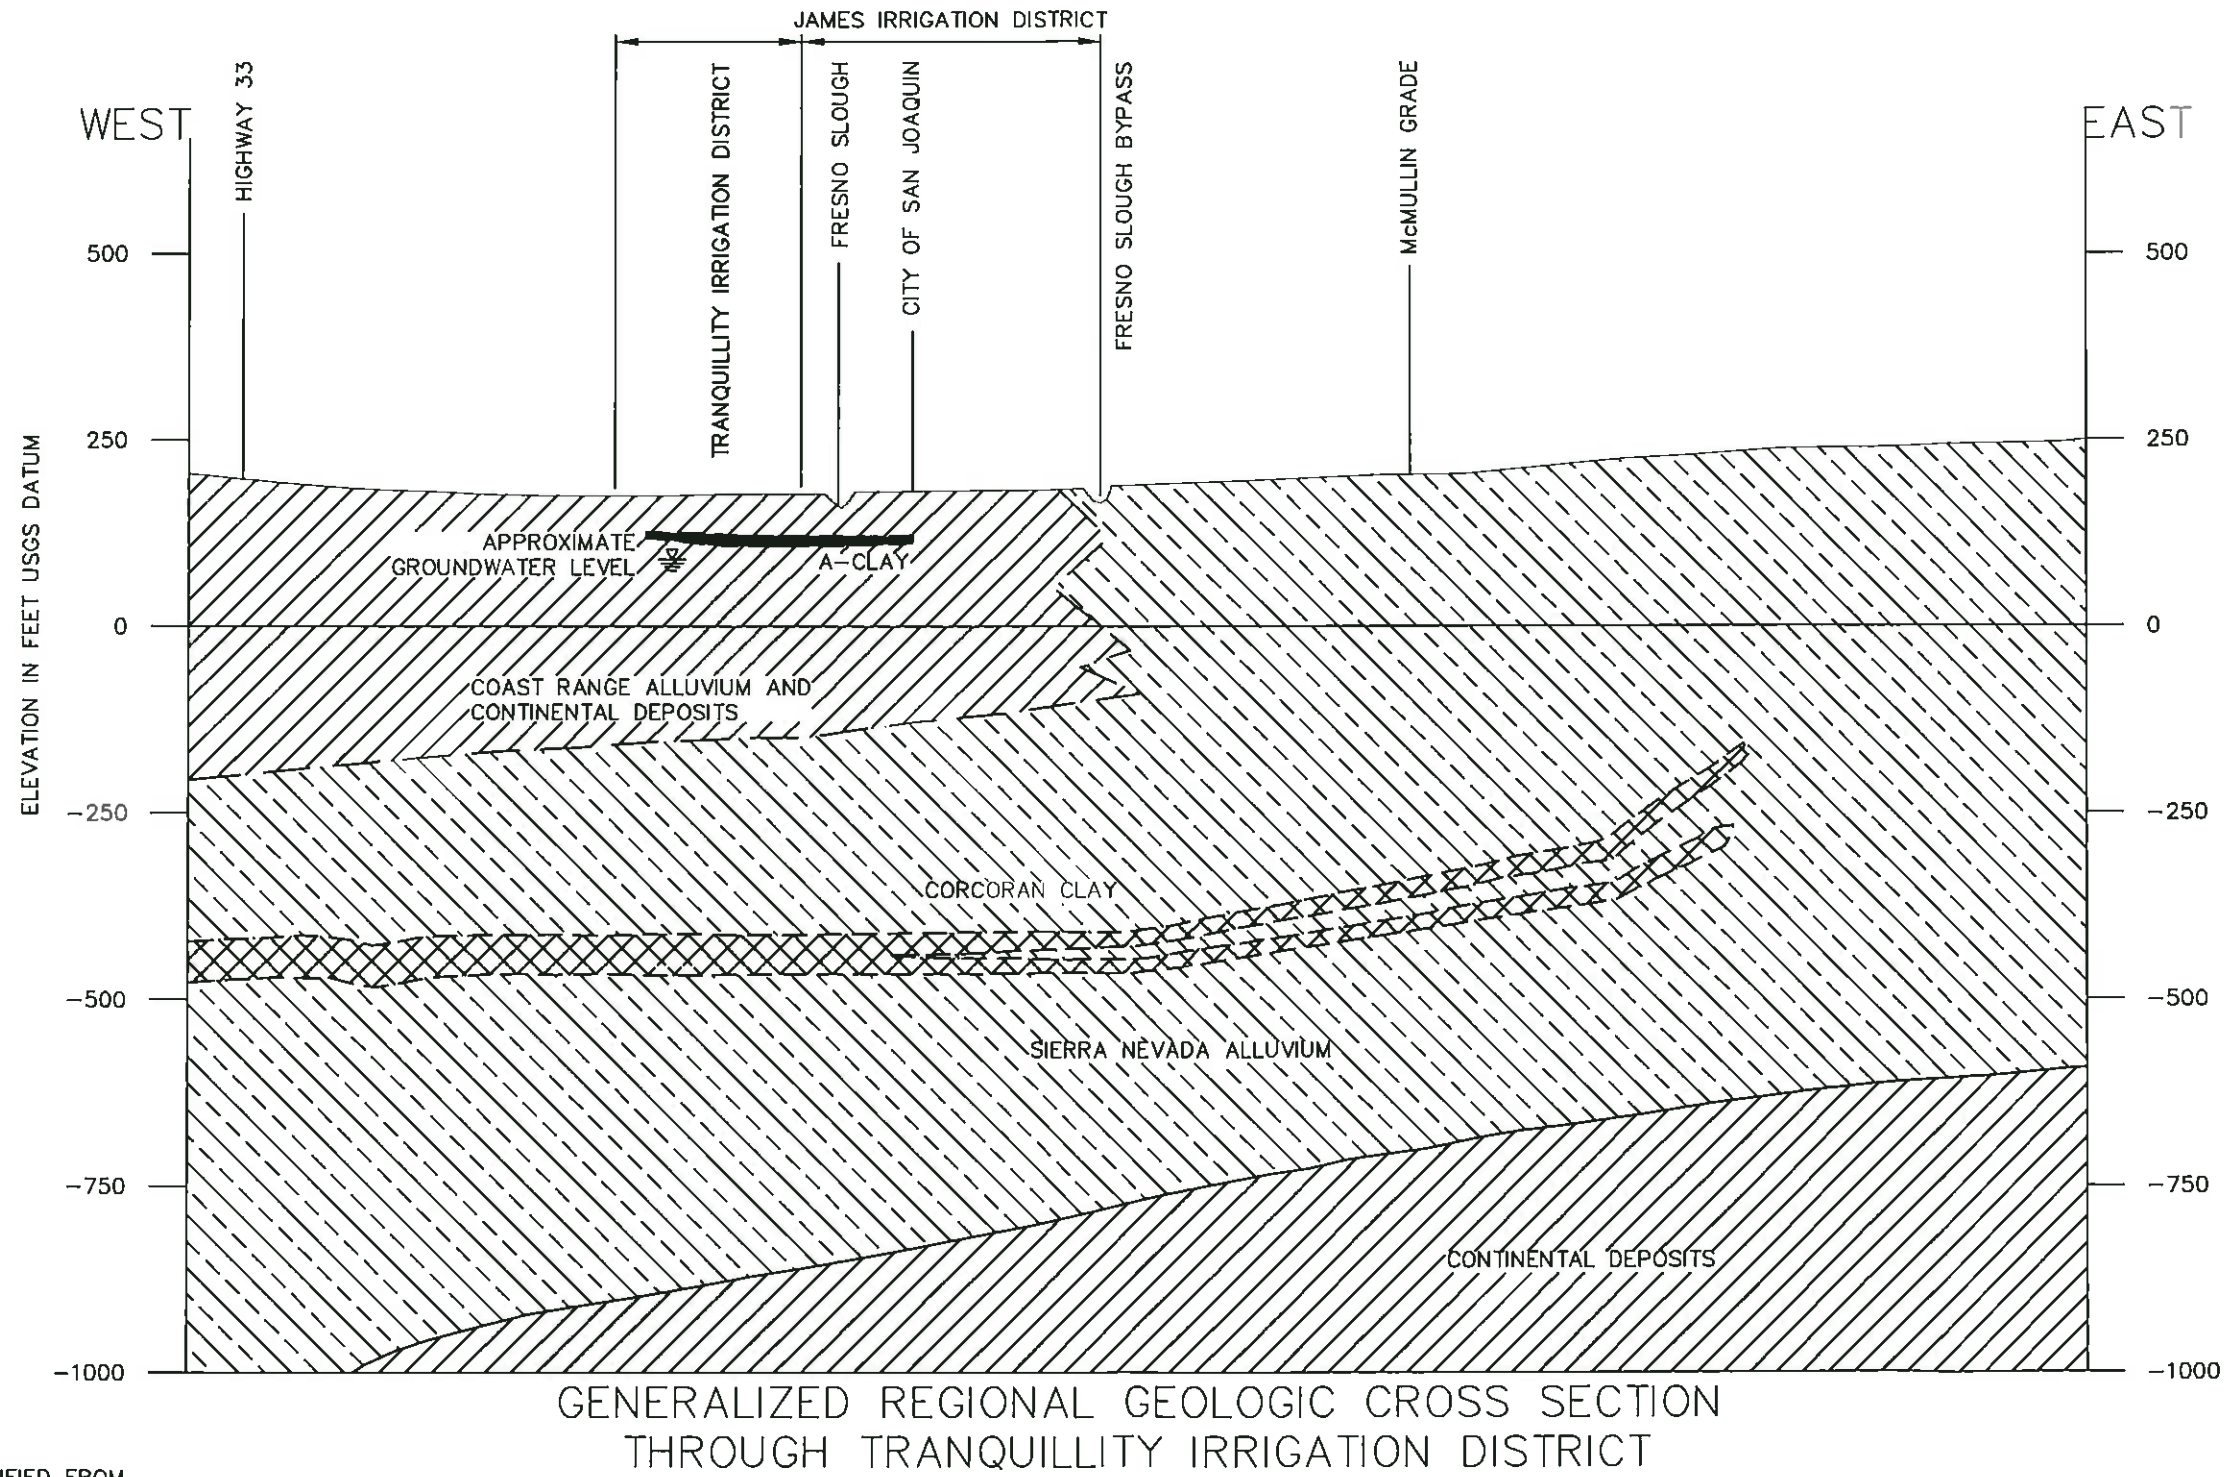 JAMES IRRIGATION DISTRICT
WEST
HIGHWAY 33
TRANQUILLITY IRRIGATION DISTRICT
FRESNO SLOUGH
CITY OF SAN JOAQUIN
FRESNO SLOUGH BYPASS
McMULLIN GRADE
EAST
500
500
250
250
ELEVATION IN FEET USGS DATUM
APPROXIMATE
GROUNDWATER LEVEL
A-CLAY
0
0
COAST RANGE ALLUVIUM AND
CONTINENTAL DEPOSITS
-250
-250
CORCORAN CLAY
-500
-500
SIERRA NEVADA ALLUVIUM
-750
-750
CONTINENTAL DEPOSITS
-1000
-1000
GENERALIZED REGIONAL GEOLOGIC CROSS SECTION
THROUGH TRANQUILLITY IRRIGATION DISTRICT
FROM